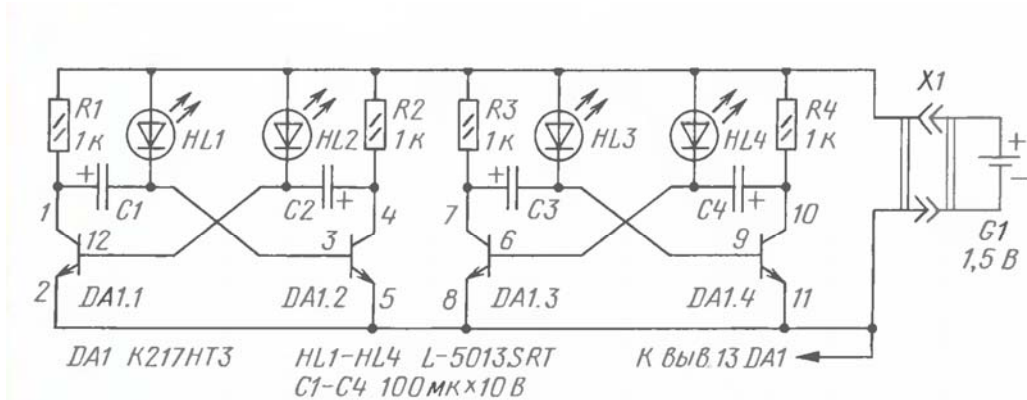 X1
R1
1к
HL1
HL2
R2
1к
R3
1к
HL3
HL4
R4
1к
+
−
+
C1
C2
+
+
C3
C4
+
G1
1,5 В
1
4
7
10
12
3
6
9
2
DA1.1
DA1.2
5
8
DA1.3
DA1.4
11
DA1 К217НТ3
HL1-HL4 L-5013SRT
К выв.13 DA1
C1-C4 100 мк×10 В